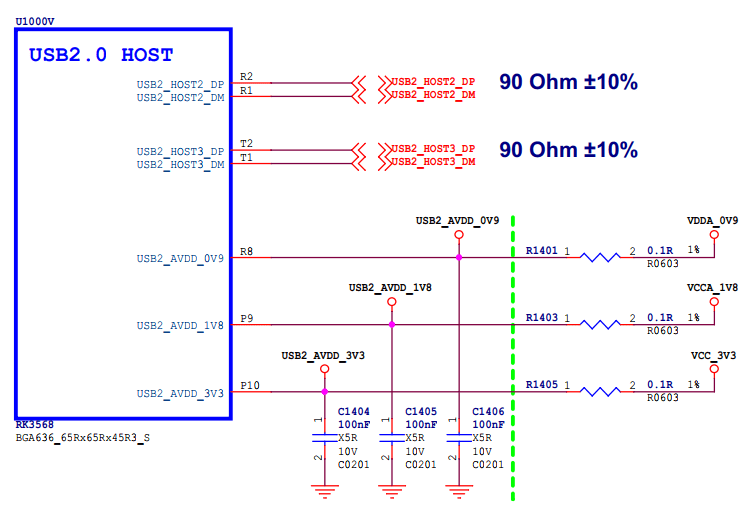 U1000V
USB2.0 HOST
USB2_HOST2_DP R2 USB2_HOST2_DP 90 Ohm ±10%
USB2_HOST2_DM R1 USB2_HOST2_DM
USB2_HOST3_DP T2 USB2_HOST3_DP 90 Ohm ±10%
USB2_HOST3_DM T1 USB2_HOST3_DM
USB2_AVDD_0V9 VDDA_0V9
USB2_AVDD_0V9 R8 R1401 1 2 0.1R 1%
R0603
USB2_AVDD_1V8 VCCA_1V8
USB2_AVDD_1V8 P9 R1403 1 2 0.1R 1%
R0603
USB2_AVDD_3V3 VCC_3V3
USB2_AVDD_3V3 P10 R1405 1 2 0.1R 1%
R0603
RK3568
BGA636_65Rx65Rx45R3_S
1 C1404 1 C1405 1 C1406
100nF 100nF 100nF
X5R X5R X5R
2 10V 2 10V 2 10V
C0201 C0201 C0201